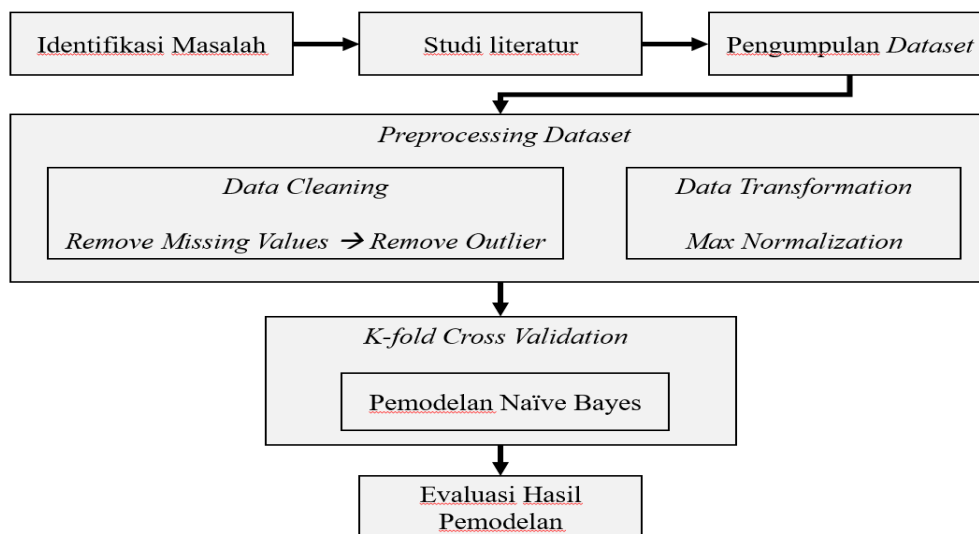 Identifikasi Masalah
Studi literatur
Pengumpulan Dataset
Preprocessing Dataset
Data Cleaning
Remove Missing Values → Remove Outlier
Data Transformation
Max Normalization
K-fold Cross Validation
Pemodelan Naïve Bayes
Evaluasi Hasil
Pemodelan